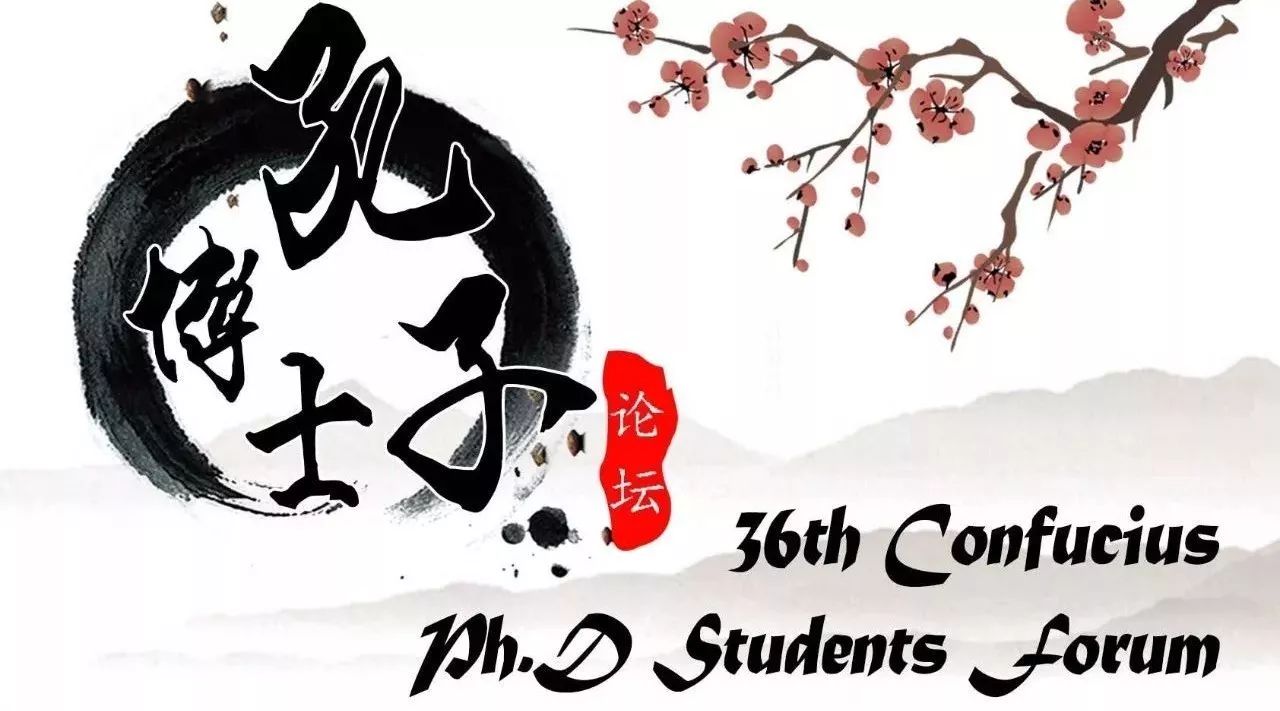 孔子
博士
论坛
36th Confucius
Ph.D Students Forum